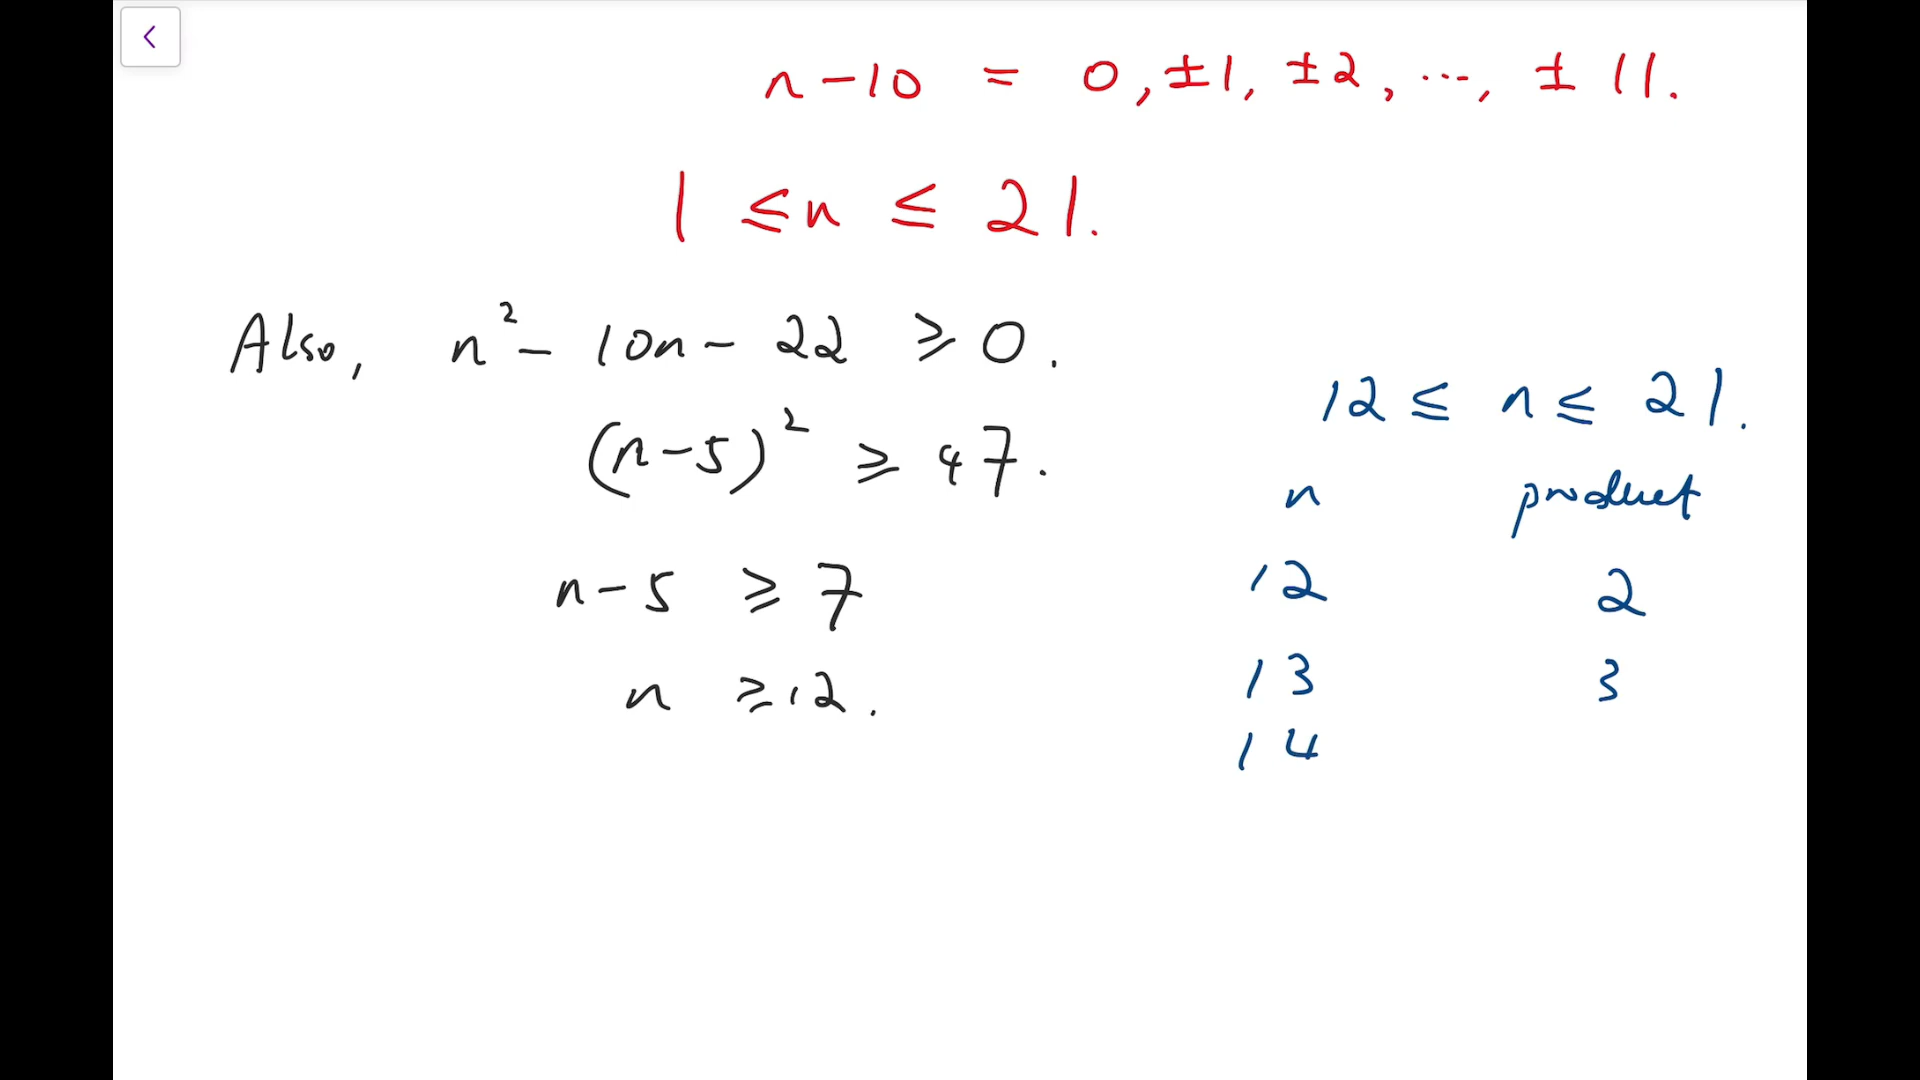 n-10 = 0, ±1, ±2, ..., ±11.
1 ≤ n ≤ 21.
Also, n² - 10n - 22 ≥ 0.
(n-5)² ≥ 47.
n-5 ≥ 7
n ≥ 12.
12 ≤ n ≤ 21.
n product
12 2
13 3
14